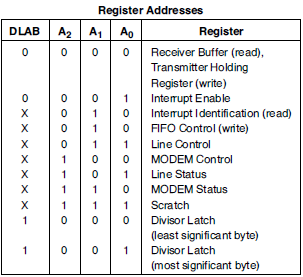 Register Addresses
DLAB A2 A1 A0 Register
0 0 0 0 Receiver Buffer (read),
Transmitter Holding
Register (write)
0 0 0 1 Interrupt Enable
X 0 1 0 Interrupt Identification (read)
X 0 1 0 FIFO Control (write)
X 0 1 1 Line Control
X 1 0 0 MODEM Control
X 1 0 1 Line Status
X 1 1 0 MODEM Status
X 1 1 1 Scratch
1 0 0 0 Divisor Latch
(least significant byte)
1 0 0 1 Divisor Latch
(most significant byte)